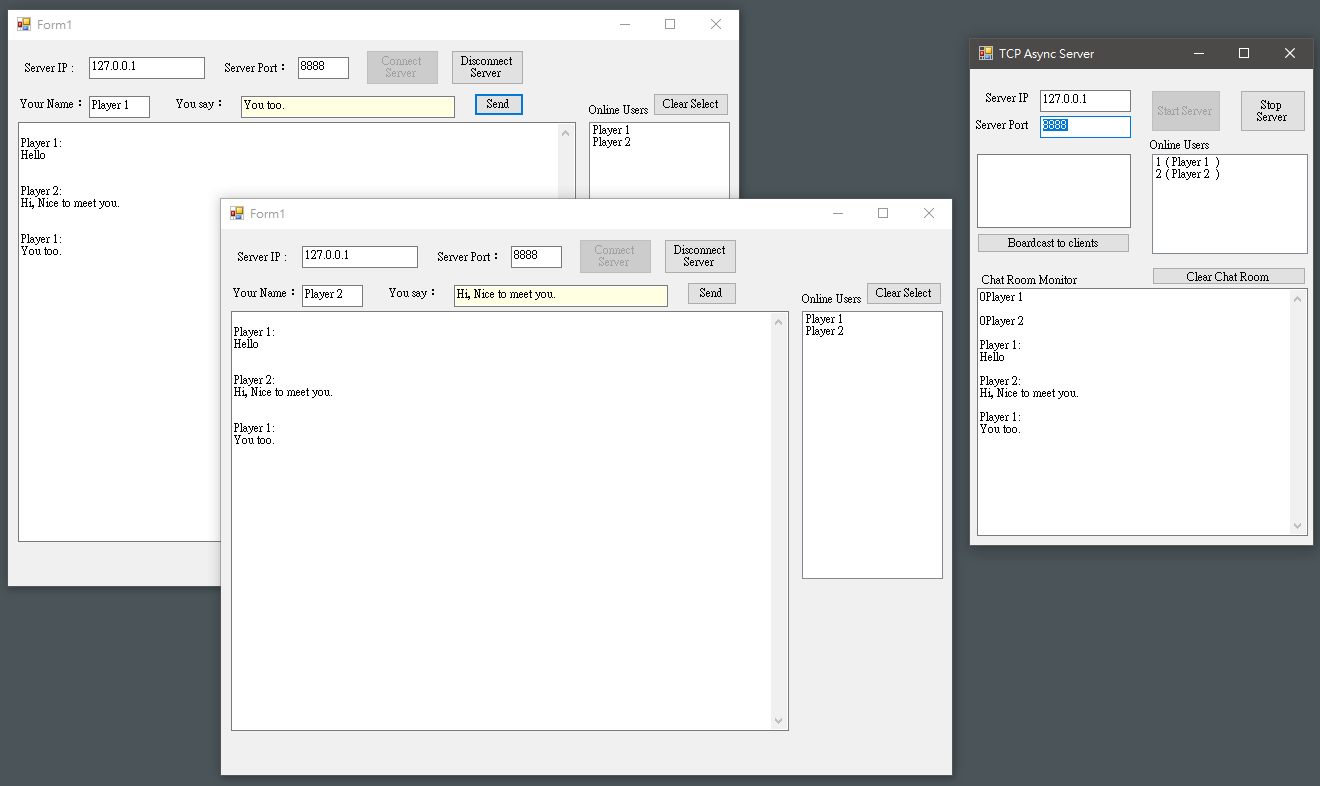 Form1
Server IP :
127.0.0.1
Server Port：
8888
Connect
Server
Disconnect
Server
Your Name：
Player 1
You say：
You too.
Send
Online Users
Clear Select
Player 1
Player 2
Player 1:
Hello
Player 2:
Hi, Nice to meet you.
Player 1:
You too.
Form1
Server IP :
127.0.0.1
Server Port：
8888
Connect
Server
Disconnect
Server
Your Name：
Player 2
You say：
Hi, Nice to meet you.
Send
Online Users
Clear Select
Player 1
Player 2
Player 1:
Hello
Player 2:
Hi, Nice to meet you.
Player 1:
You too.
TCP Async Server
Server IP
127.0.0.1
Server Port
8888
Start Server
Stop
Server
Online Users
1 ( Player 1 )
2 ( Player 2 )
Boardcast to clients
Chat Room Monitor
Clear Chat Room
0Player 1
0Player 2
Player 1:
Hello
Player 2:
Hi, Nice to meet you.
Player 1:
You too.